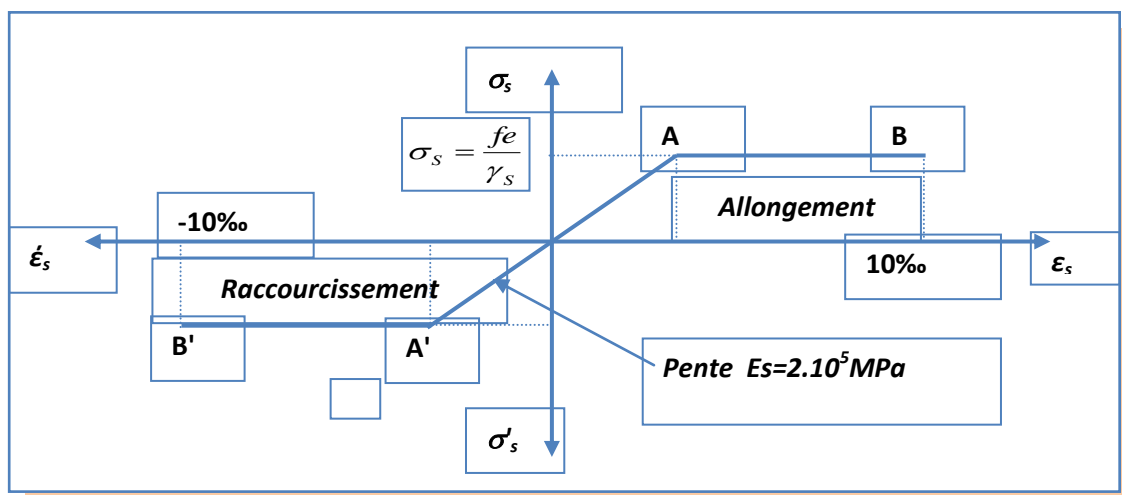 σs
σs = fe/γs
A
B
-10‰
Allongement
έs
10‰
εs
Raccourcissement
B'
A'
Pente Es=2.10⁵MPa
σ's